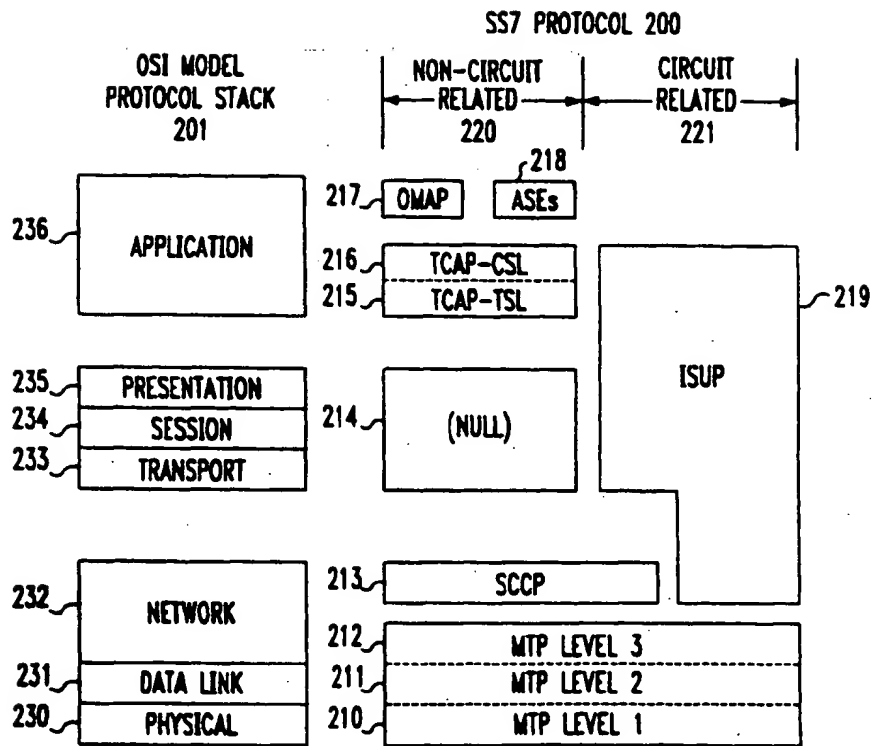 SS7 PROTOCOL 200
OSI MODEL
PROTOCOL STACK
201
NON-CIRCUIT
RELATED
220
CIRCUIT
RELATED
221
236
APPLICATION
217
OMAP
218
ASEs
216
TCAP-CSL
215
TCAP-TSL
219
ISUP
235
PRESENTATION
234
SESSION
233
TRANSPORT
214
(NULL)
232
NETWORK
213
SCCP
212
MTP LEVEL 3
231
DATA LINK
211
MTP LEVEL 2
230
PHYSICAL
210
MTP LEVEL 1